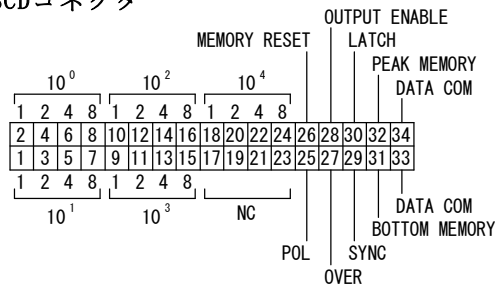 BCDコネクタ
OUTPUT ENABLE
MEMORY RESET LATCH
PEAK MEMORY
10⁰ 10² 10⁴ DATA COM
1 2 4 8 1 2 4 8 1 2 4 8
2 4 6 8 10 12 14 16 18 20 22 24 26 28 30 32 34
1 3 5 7 9 11 13 15 17 19 21 23 25 27 29 31 33
1 2 4 8 1 2 4 8
10¹ 10³ NC DATA COM
BOTTOM MEMORY
POL SYNC
OVER